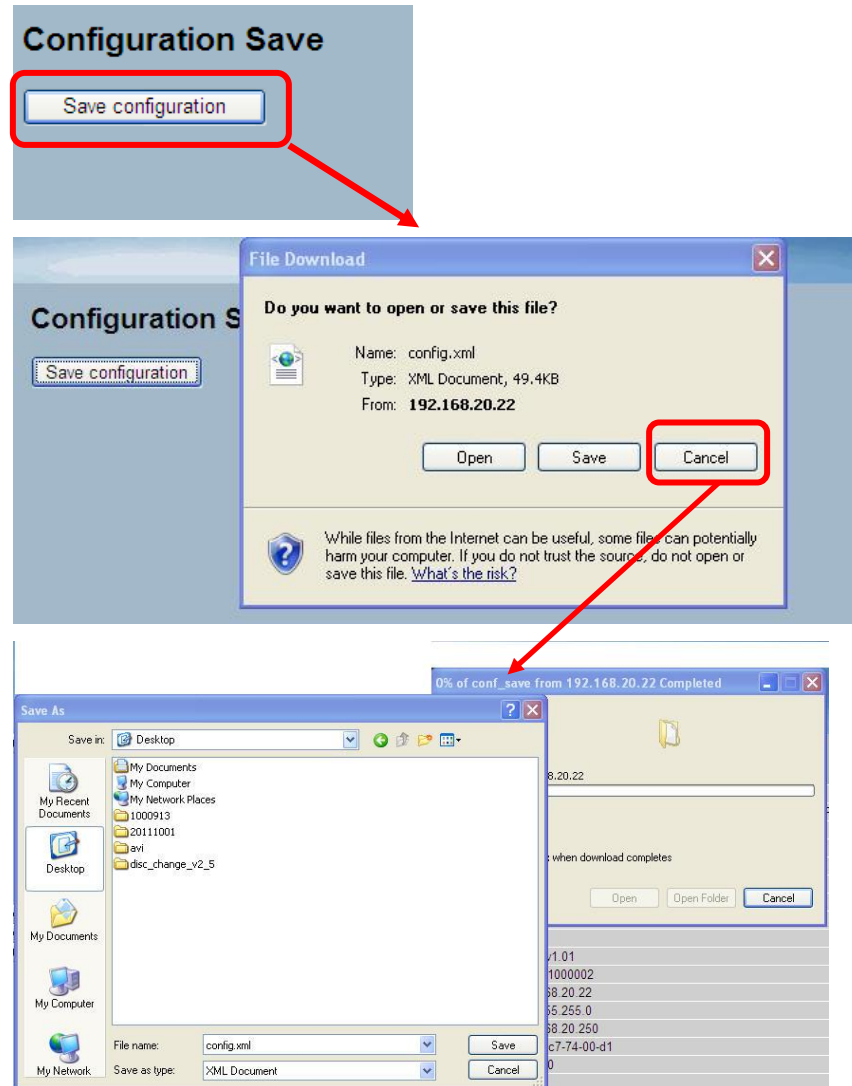 Configuration Save
Save configuration
File Download
Configuration S
Save configuration
Do you want to open or save this file?
Name: config.xml
Type: XML Document, 49.4KB
From: 192.168.20.22
Open
Save
Cancel
While files from the Internet can be useful, some files can potentially
harm your computer. If you do not trust the source, do not open or
save this file. What's the risk?
0% of conf_save from 192.168.20.22 Completed
Save As
Save in: Desktop
My Recent
Documents
Desktop
My Documents
My Computer
My Network
My Documents
My Computer
My Network Places
1000913
20111001
avi
disc_change_v2_5
File name: config.xml
Save
Save as type: XML Document
Cancel
8.20.22
when download completes
Open
Open Folder
Cancel
v1.01
1000002
68.20.22
55.255.0
68.20.250
c7-74-00-d1
0